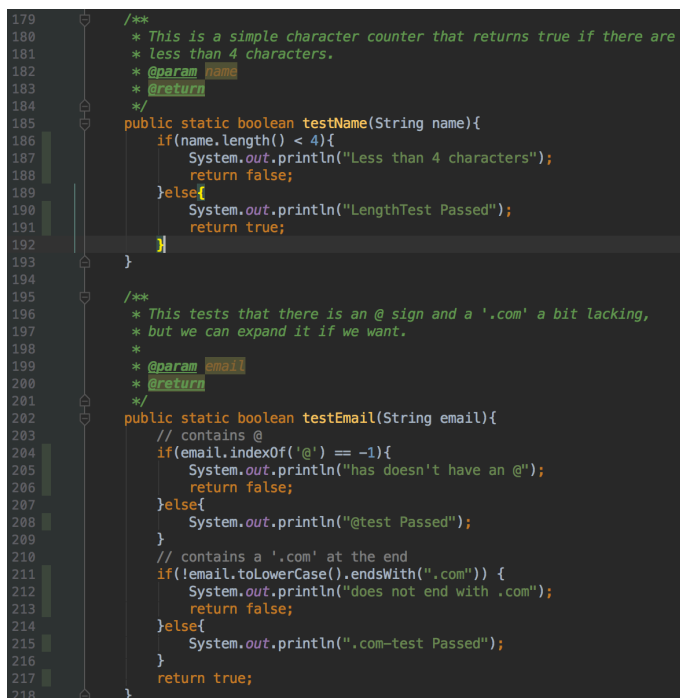 179 /**
180 * This is a simple character counter that returns true if there are
181 * less than 4 characters.
182 * @param name
183 * @return
184 */
185 public static boolean testName(String name){
186 if(name.length() < 4){
187 System.out.println("Less than 4 characters");
188 return false;
189 }else{
190 System.out.println("LengthTest Passed");
191 return true;
192 }
193 }
194
195 /**
196 * This tests that there is an @ sign and a '.com' a bit lacking,
197 * but we can expand it if we want.
198 *
199 * @param email
200 * @return
201 */
202 public static boolean testEmail(String email){
203 // contains @
204 if(email.indexOf('@') == -1){
205 System.out.println("has doesn't have an @");
206 return false;
207 }else{
208 System.out.println("@test Passed");
209 }
210 // contains a '.com' at the end
211 if(!email.toLowerCase().endsWith(".com")) {
212 System.out.println("does not end with .com");
213 return false;
214 }else{
215 System.out.println(".com-test Passed");
216 }
217 return true;
218 }